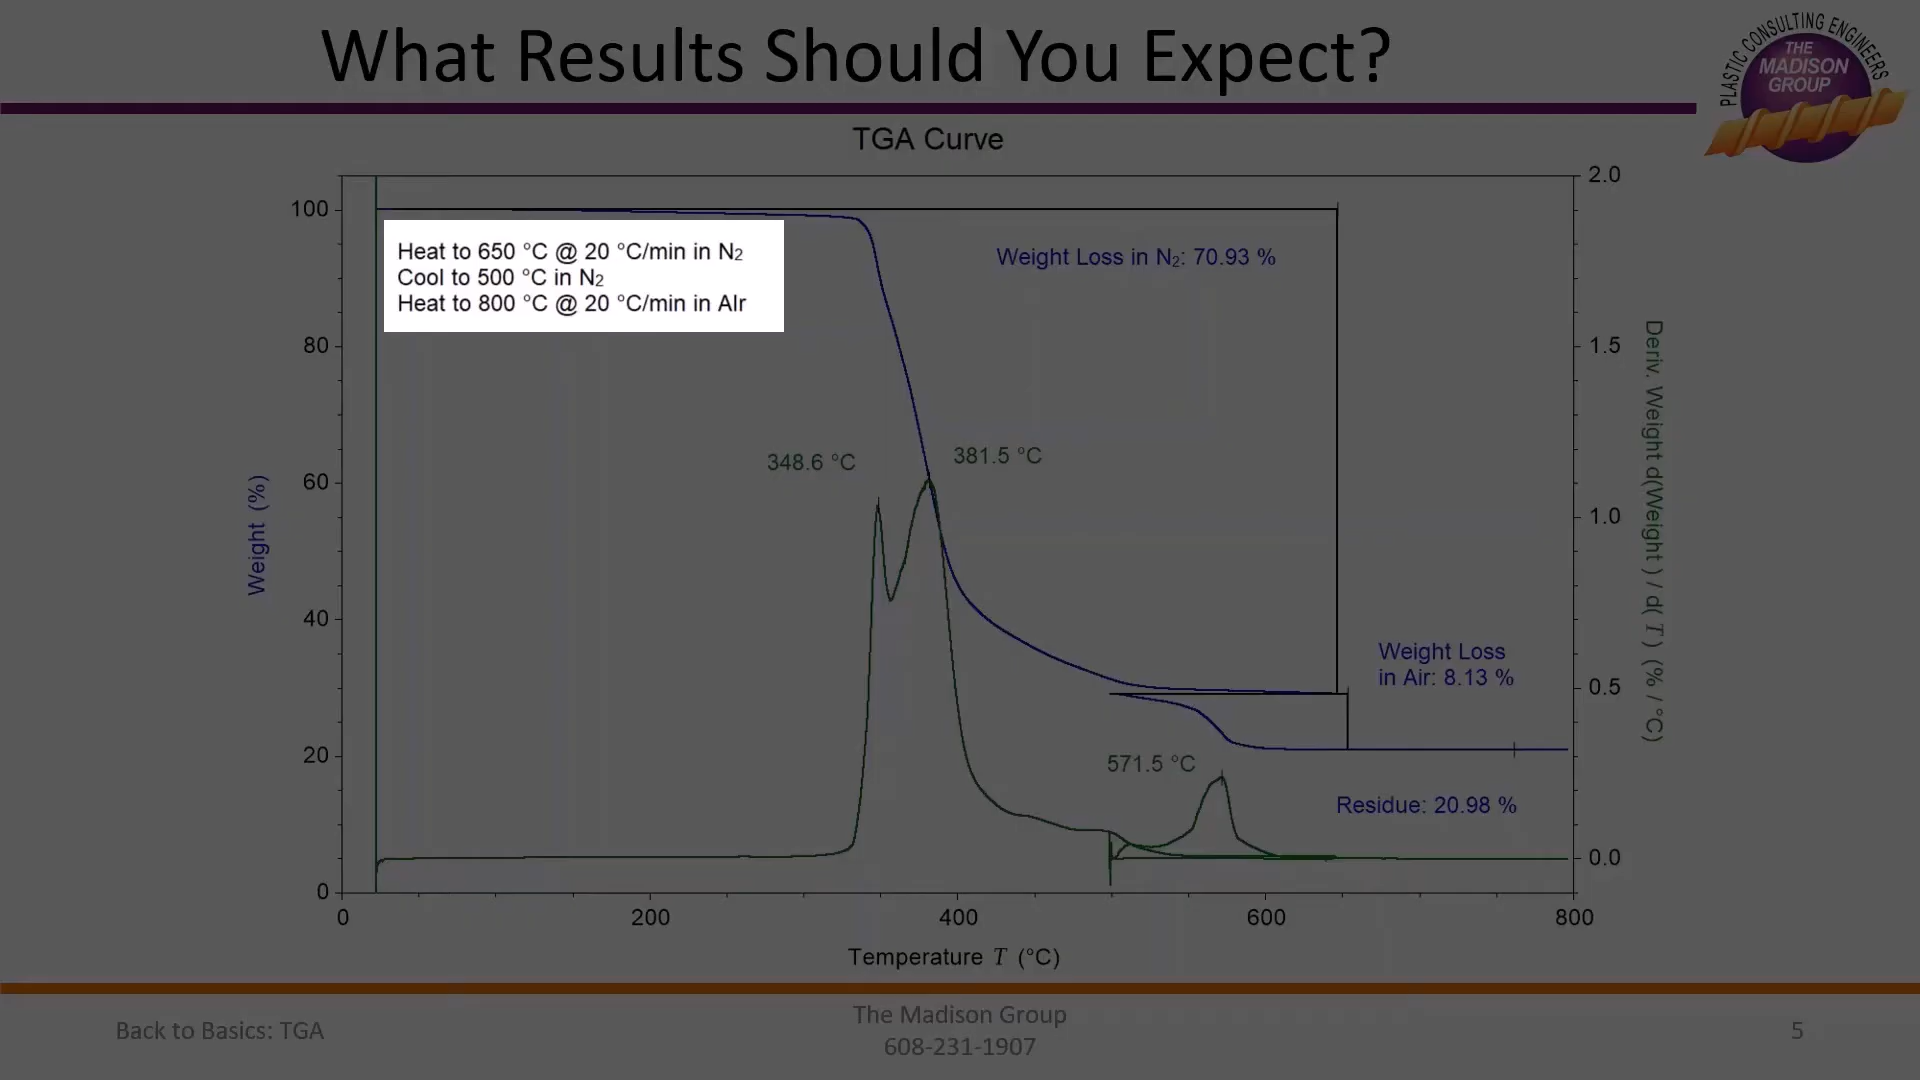 What Results Should You Expect?
PLASTIC CONSULTING ENGINEERS
THE
MADISON
GROUP
TGA Curve
Heat to 650 °C @ 20 °C/min in N₂
Cool to 500 °C in N₂
Heat to 800 °C @ 20 °C/min in AIr
Weight Loss in N₂: 70.93 %
348.6 °C
381.5 °C
Weight Loss
in Air: 8.13 %
571.5 °C
Residue: 20.98 %
Weight (%)
100
80
60
40
20
0
2.0
1.5
1.0
0.5
0.0
Deriv. Weight d(Weight ) / d( T ) (% / °C)
0 200 400 600 800
Temperature T (°C)
Back to Basics: TGA
The Madison Group
608-231-1907
5